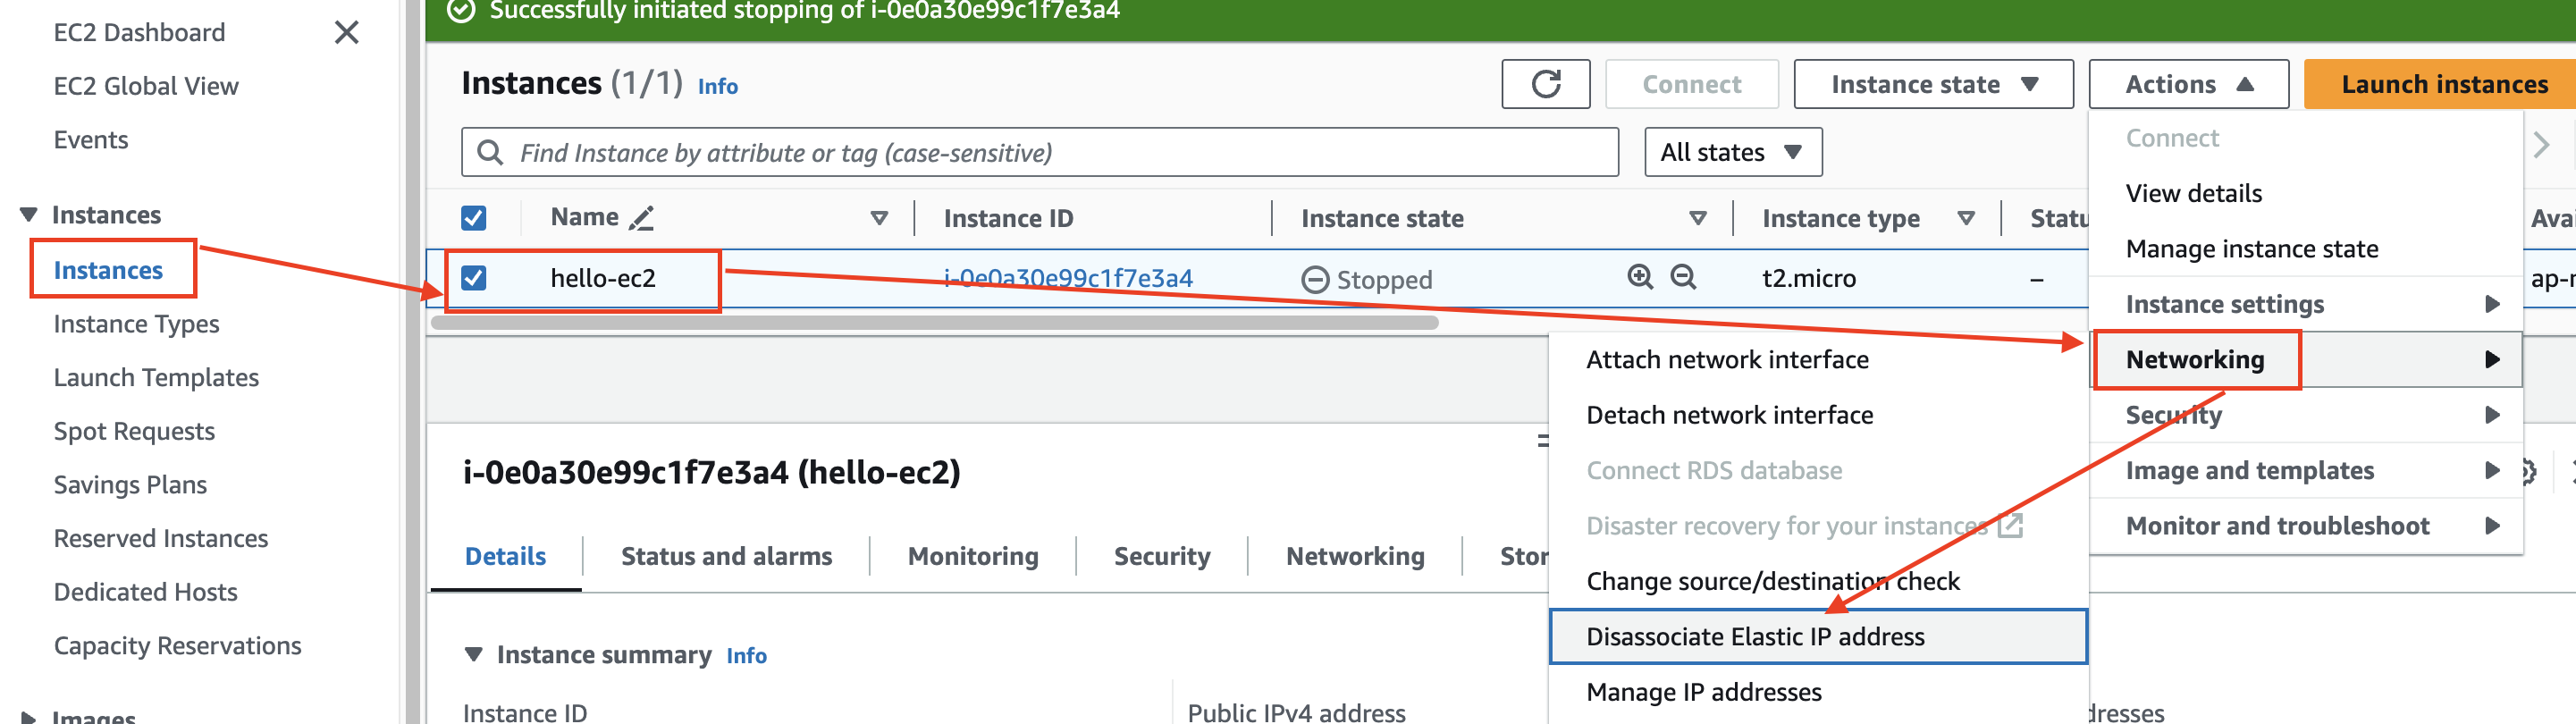 EC2 Dashboard
EC2 Global View
Events
Instances
Instances
Instance Types
Launch Templates
Spot Requests
Savings Plans
Reserved Instances
Dedicated Hosts
Capacity Reservations
Images
Successfully initiated stopping of i-0e0a30e99c1f7e3a4
Instances (1/1) Info
Connect
Instance state
Actions
Launch instances
Find Instance by attribute or tag (case-sensitive)
All states
Name Instance ID Instance state Instance type Statu Avai
hello-ec2 i-0e0a30e99c1f7e3a4 Stopped t2.micro – ap-n
Connect
View details
Manage instance state
Instance settings
Networking
Security
Image and templates
Monitor and troubleshoot
Attach network interface
Detach network interface
Connect RDS database
Disaster recovery for your instances
Change source/destination check
Disassociate Elastic IP address
Manage IP addresses
i-0e0a30e99c1f7e3a4 (hello-ec2)
Details Status and alarms Monitoring Security Networking Stor
Instance summary Info
Instance ID Public IPv4 address dresses